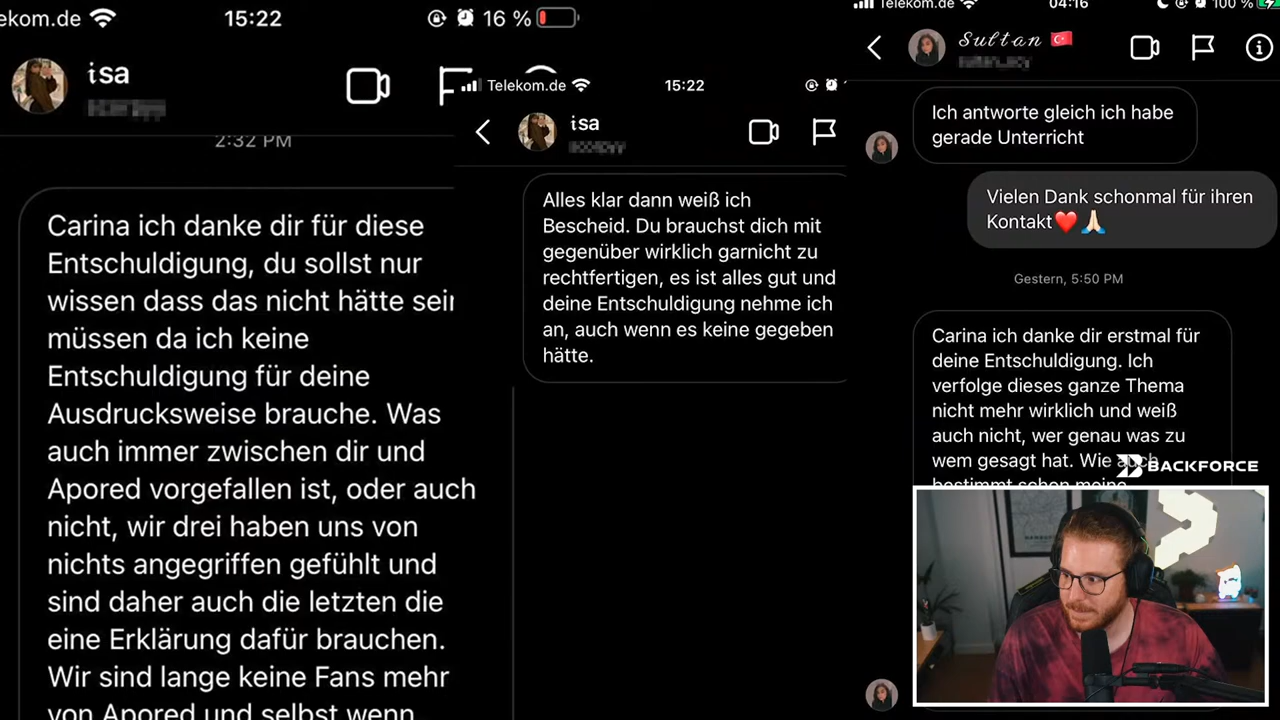 ekom.de
15:22
16 %
isa
2:32 PM
Carina ich danke dir für diese
Entschuldigung, du sollst nur
wissen dass das nicht hätte sein
müssen da ich keine
Entschuldigung für deine
Ausdrucksweise brauche. Was
auch immer zwischen dir und
Apored vorgefallen ist, oder auch
nicht, wir drei haben uns von
nichts angegriffen gefühlt und
sind daher auch die letzten die
eine Erklärung dafür brauchen.
Wir sind lange keine Fans mehr
von Apored und selbst wenn
Telekom.de
15:22
isa
Alles klar dann weiß ich
Bescheid. Du brauchst dich mit
gegenüber wirklich garnicht zu
rechtfertigen, es ist alles gut und
deine Entschuldigung nehme ich
an, auch wenn es keine gegeben
hätte.
Telekom.de
04:16
100 %
Sultan
Ich antworte gleich ich habe
gerade Unterricht
Vielen Dank schonmal für ihren
Kontakt❤️🙏🏻
Gestern, 5:50 PM
Carina ich danke dir erstmal für
deine Entschuldigung. Ich
verfolge dieses ganze Thema
nicht mehr wirklich und weiß
auch nicht, wer genau was zu
wem gesagt hat. Wie auch
bestimmt schon meine
BACKFORCE